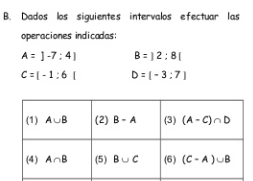 B. Dados los siguientes intervalos efectuar las
operaciones indicadas:
A = ] -7 ; 4 ] B = ] 2 ; 8 [
C = [ - 1 ; 6 [ D = [ - 3 ; 7 ]
(1) A∪B (2) B - A (3) (A - C) ∩ D
(4) A∩B (5) B ∪ C (6) (C - A ) ∪B